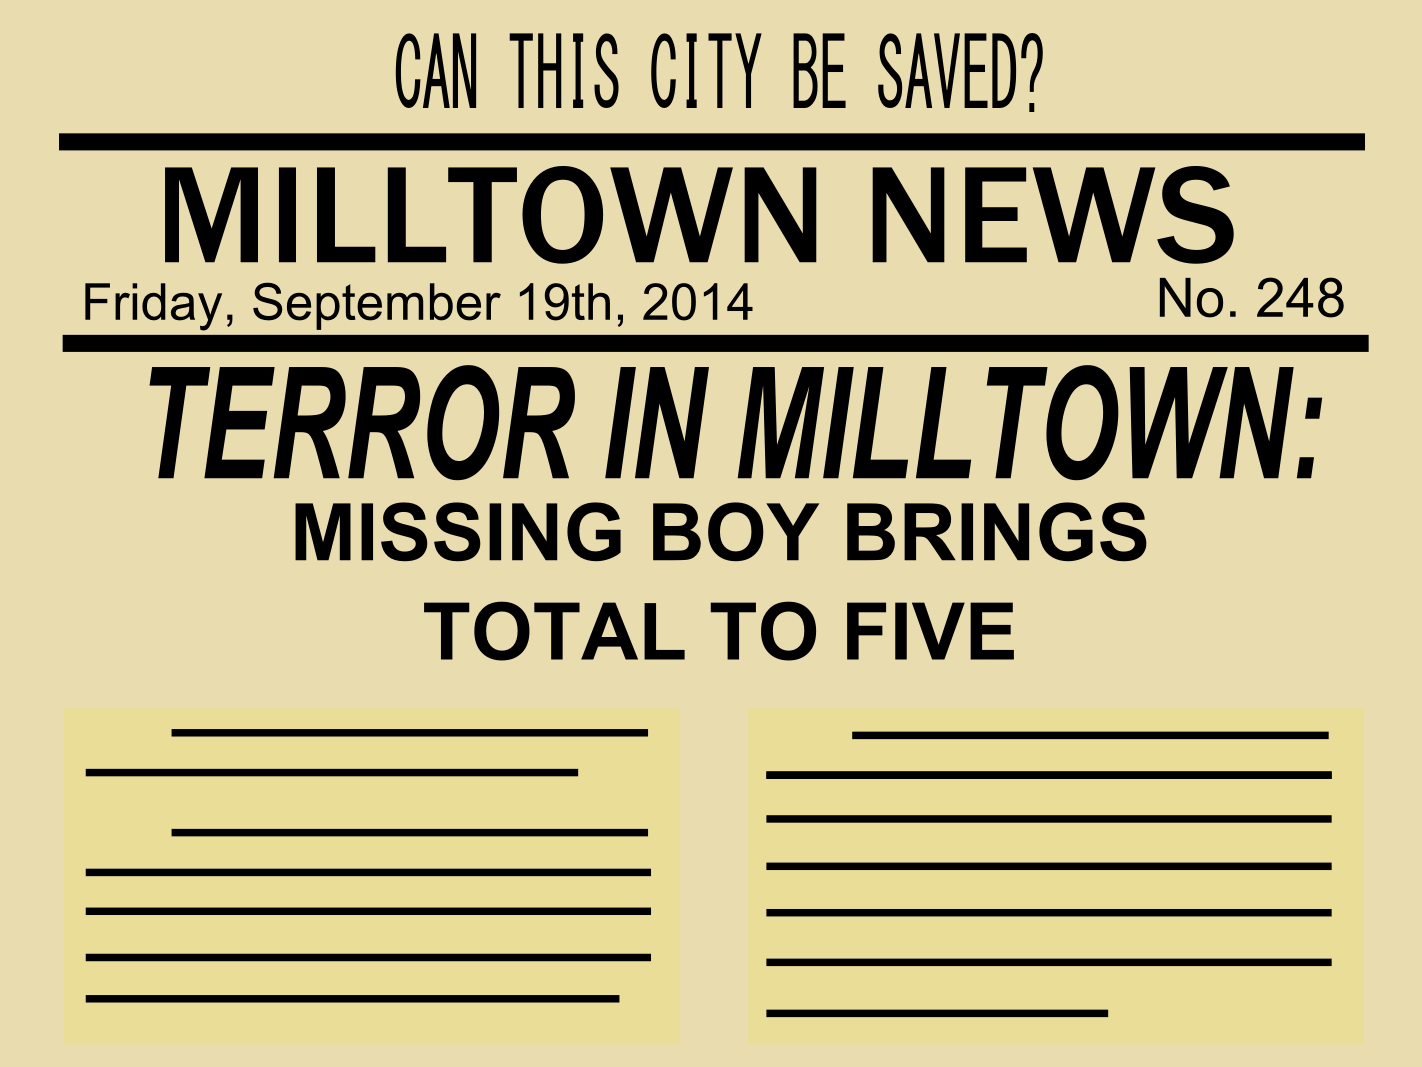 CAN THIS CITY BE SAVED?
MILLTOWN NEWS
Friday, September 19th, 2014 No. 248
TERROR IN MILLTOWN:
MISSING BOY BRINGS
TOTAL TO FIVE